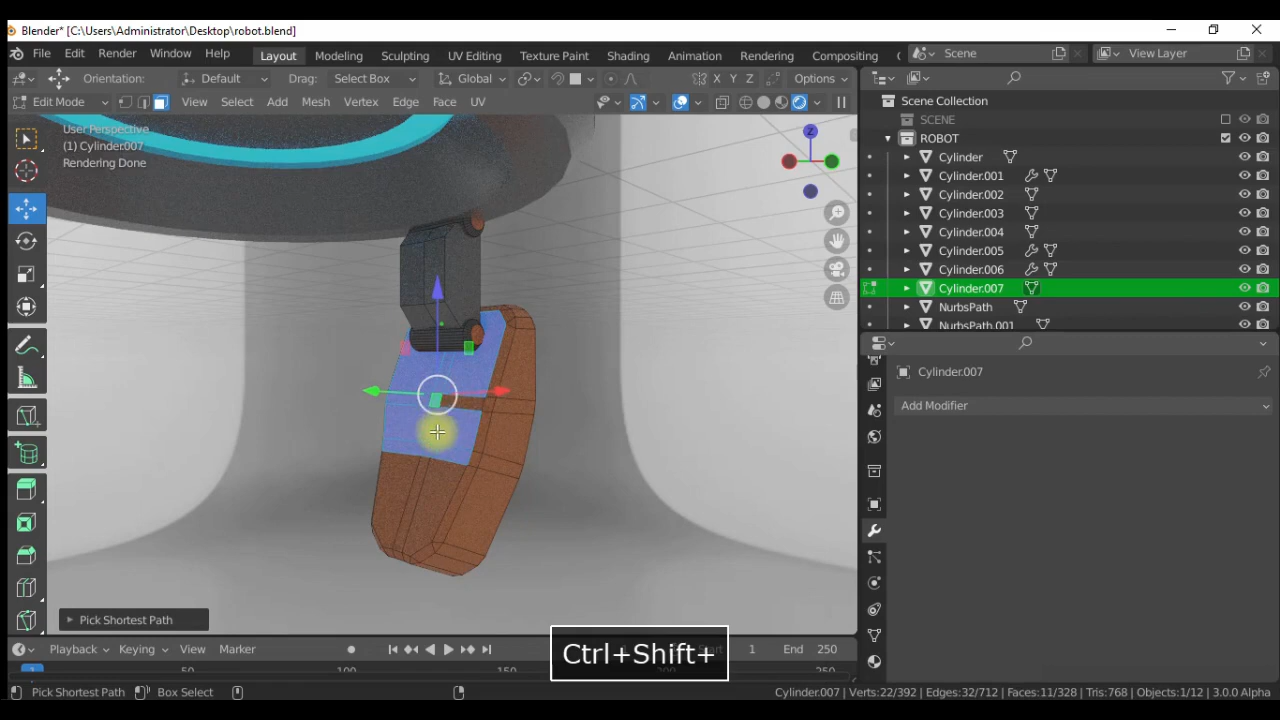 Blender* [C:\Users\Administrator\Desktop\robot.blend]
File Edit Render Window Help Layout Modeling Sculpting UV Editing Texture Paint Shading Animation Rendering Compositing Scene View Layer
Orientation: Default Drag: Select Box Global X Y Z Options
Edit Mode View Select Add Mesh Vertex Edge Face UV
User Perspective
(1) Cylinder.007
Rendering Done
Z
Scene Collection
SCENE
ROBOT
Cylinder
Cylinder.001
Cylinder.002
Cylinder.003
Cylinder.004
Cylinder.005
Cylinder.006
Cylinder.007
NurbsPath
NurbsPath.001
Cylinder.007
Add Modifier
Pick Shortest Path
Ctrl+Shift+
Playback Keying View Marker Start 1 End 250
1 50 100 150 250
Pick Shortest Path Box Select
Cylinder.007 | Verts:22/392 | Edges:32/712 | Faces:11/328 | Tris:768 | Objects:1/12 | 3.0.0 Alpha